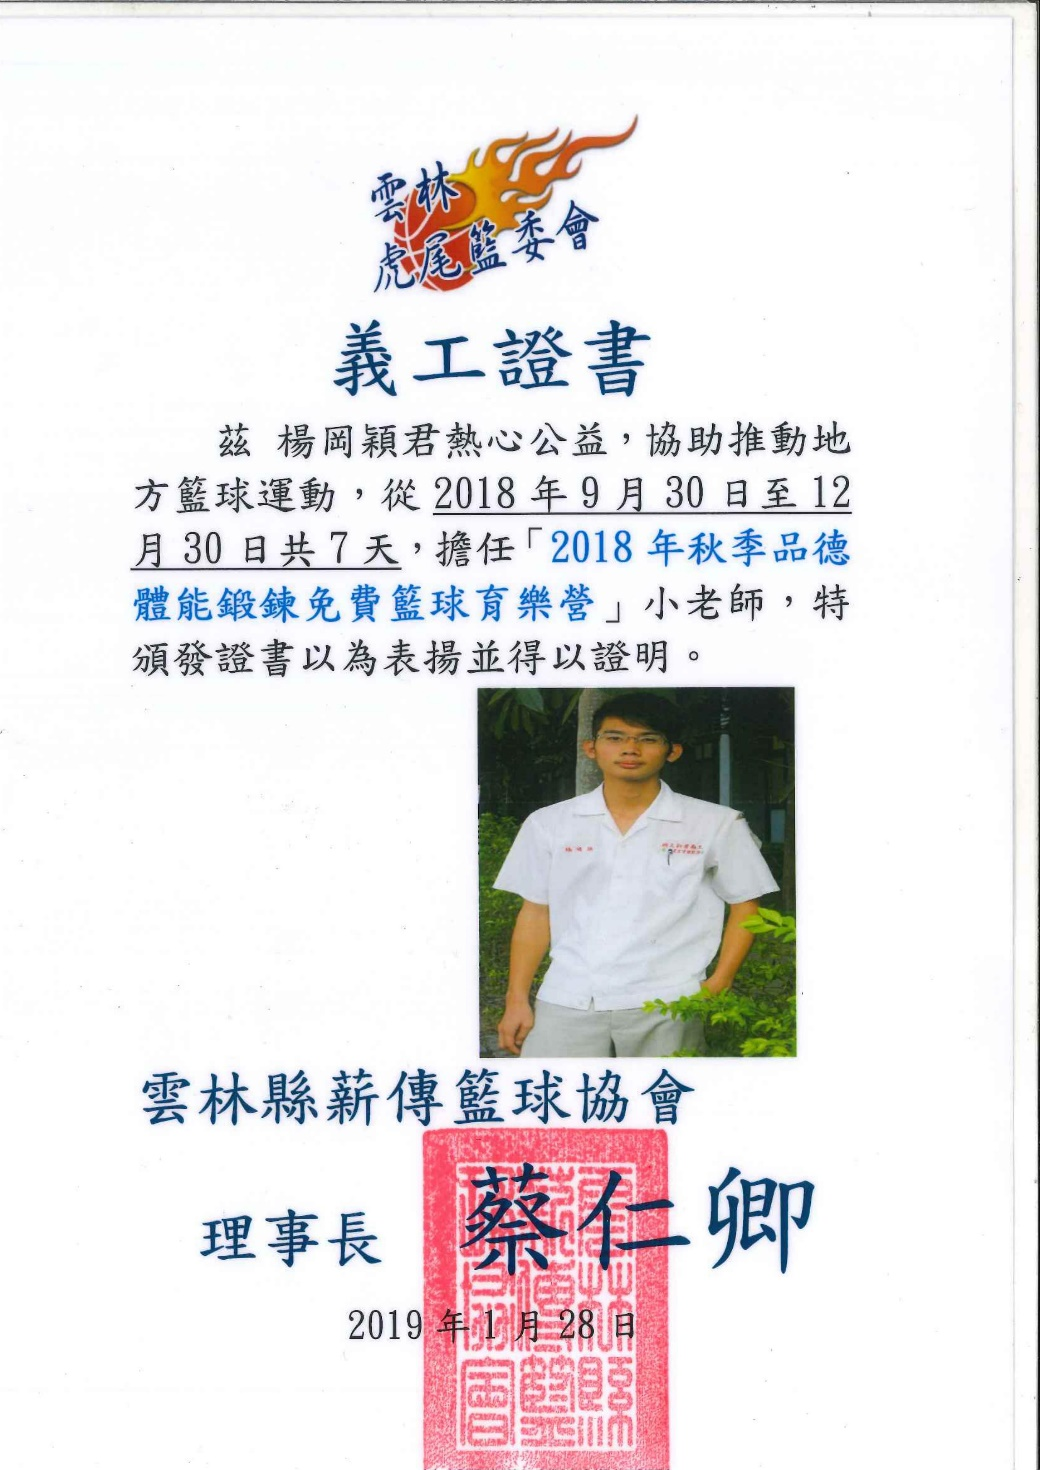 雲林
虎尾籃委會
義工證書
茲 楊岡穎君熱心公益，協助推動地
方籃球運動，從 2018 年 9 月 30 日至 12
月 30 日共 7 天，擔任「2018 年秋季品德
體能鍛鍊免費籃球育樂營」小老師，特
頒發證書以為表揚並得以證明。
雲林縣薪傳籃球協會
理事長 蔡仁卿
2019 年 1 月 28 日